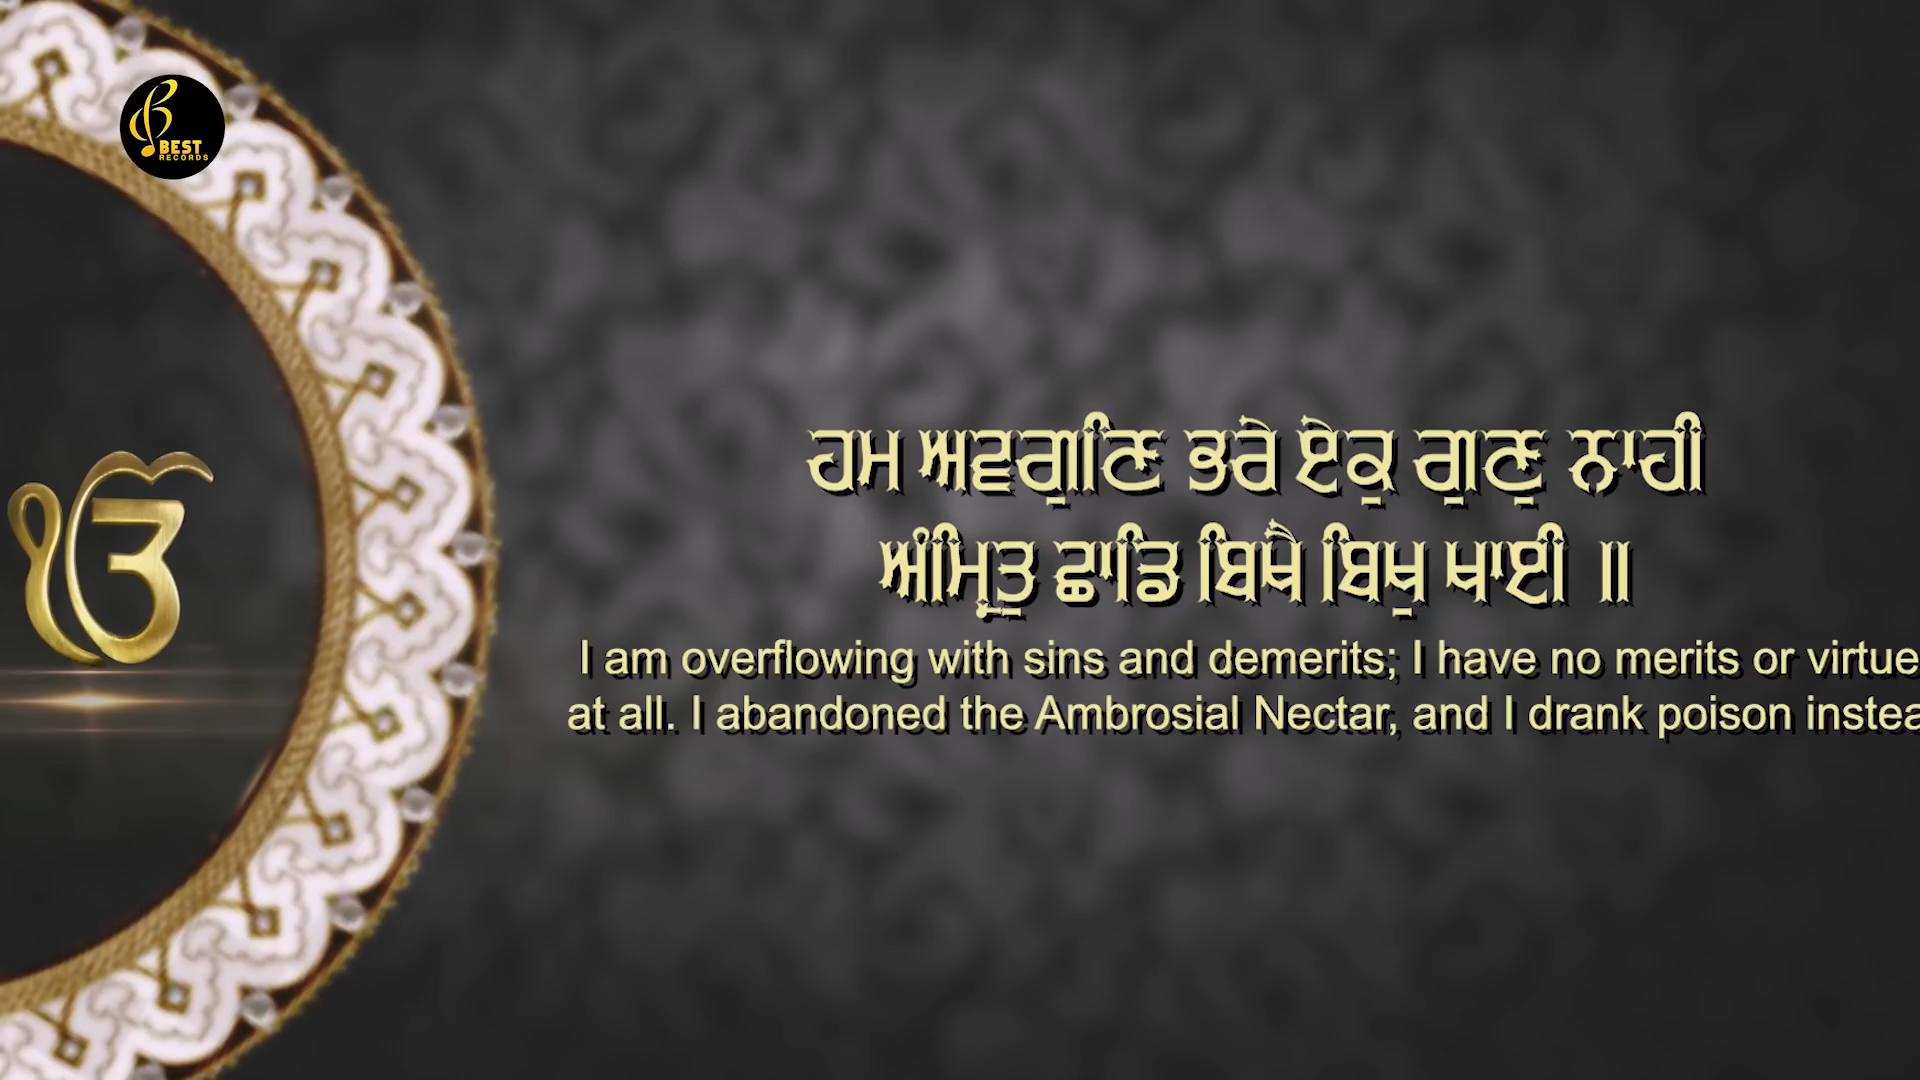 BEST
RECORDS
ੴ
ਹਮ ਅਵਗੁਣਿ ਭਰੇ ਏਕੁ ਗੁਣੁ ਨਾਹੀ
ਅੰਮ੍ਰਿਤੁ ਛਾਡਿ ਬਿਖੈ ਬਿਖੁ ਖਾਈ ॥
I am overflowing with sins and demerits; I have no merits or virtue
at all. I abandoned the Ambrosial Nectar, and I drank poison instea